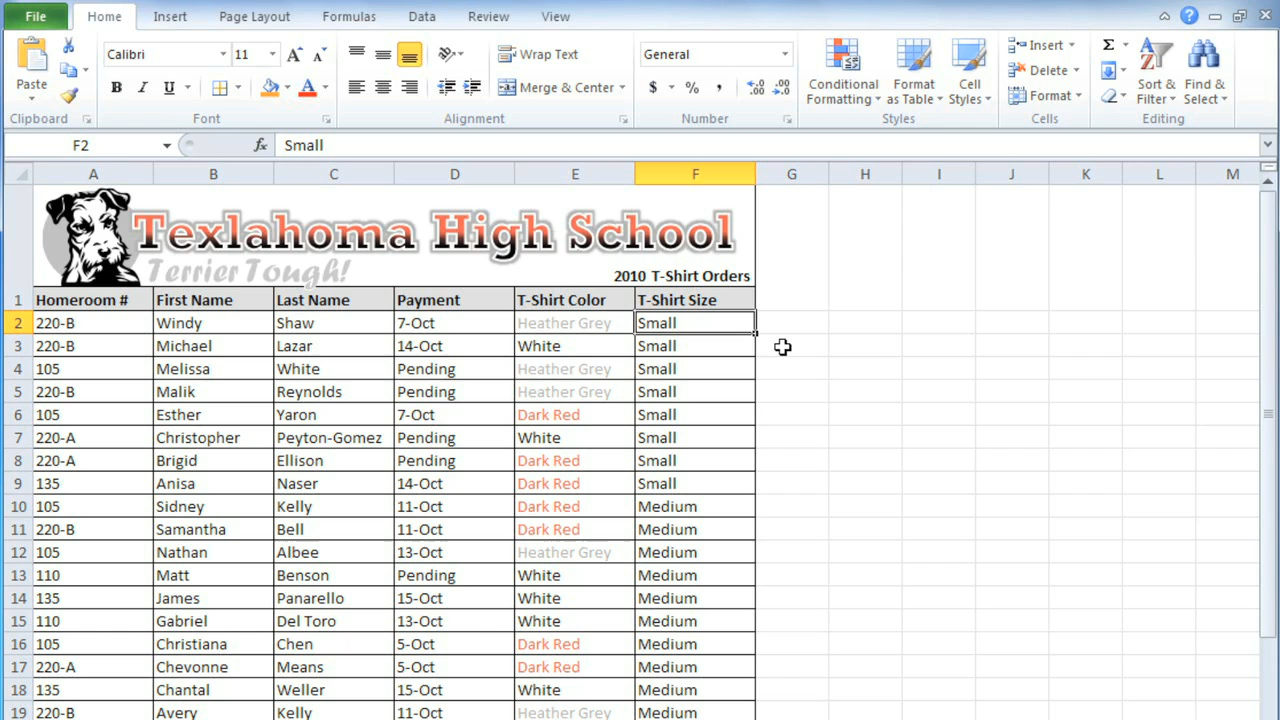 File Home Insert Page Layout Formulas Data Review View
Calibri 11 Wrap Text General Insert
Paste B I U Merge & Center $ % , Conditional Formatting Format as Table Cell Styles Delete Format Sort & Filter Find & Select
Clipboard Font Alignment Number Styles Cells Editing
F2 fx Small
A B C D E F G H I J K L M
Texlahoma High School
Terrier Tough!
2010 T-Shirt Orders
1 Homeroom # First Name Last Name Payment T-Shirt Color T-Shirt Size
2 220-B Windy Shaw 7-Oct Heather Grey Small
3 220-B Michael Lazar 14-Oct White Small
4 105 Melissa White Pending Heather Grey Small
5 220-B Malik Reynolds Pending Heather Grey Small
6 105 Esther Yaron 7-Oct Dark Red Small
7 220-A Christopher Peyton-Gomez Pending White Small
8 220-A Brigid Ellison Pending Dark Red Small
9 135 Anisa Naser 14-Oct Dark Red Small
10 105 Sidney Kelly 11-Oct Dark Red Medium
11 220-B Samantha Bell 11-Oct Dark Red Medium
12 105 Nathan Albee 13-Oct Heather Grey Medium
13 110 Matt Benson Pending White Medium
14 135 James Panarello 15-Oct White Medium
15 110 Gabriel Del Toro 13-Oct White Medium
16 105 Christiana Chen 5-Oct Dark Red Medium
17 220-A Chevonne Means 5-Oct Dark Red Medium
18 135 Chantal Weller 15-Oct White Medium
19 220-B Avery Kelly 11-Oct Heather Grey Medium